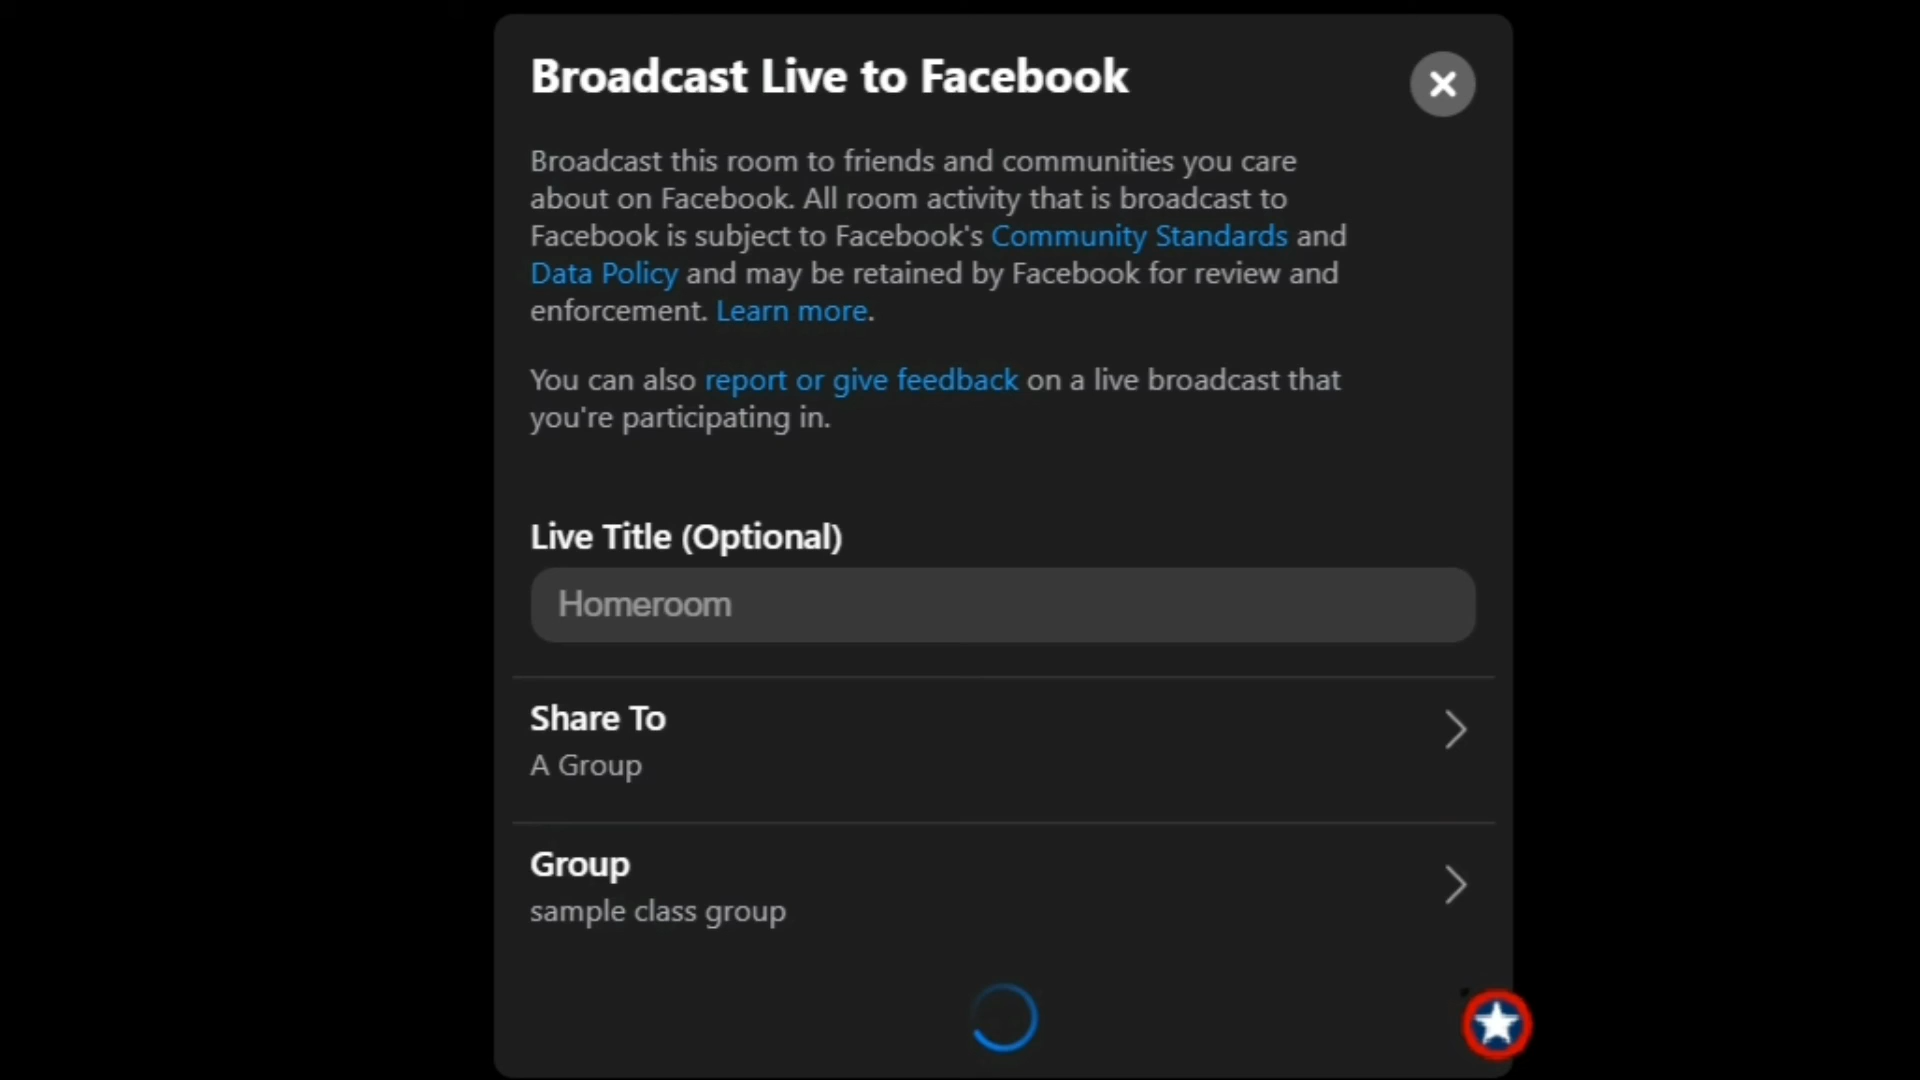 Broadcast Live to Facebook
Broadcast this room to friends and communities you care
about on Facebook. All room activity that is broadcast to
Facebook is subject to Facebook's Community Standards and
Data Policy and may be retained by Facebook for review and
enforcement. Learn more.
You can also report or give feedback on a live broadcast that
you're participating in.
Live Title (Optional)
Homeroom
Share To
A Group
Group
sample class group